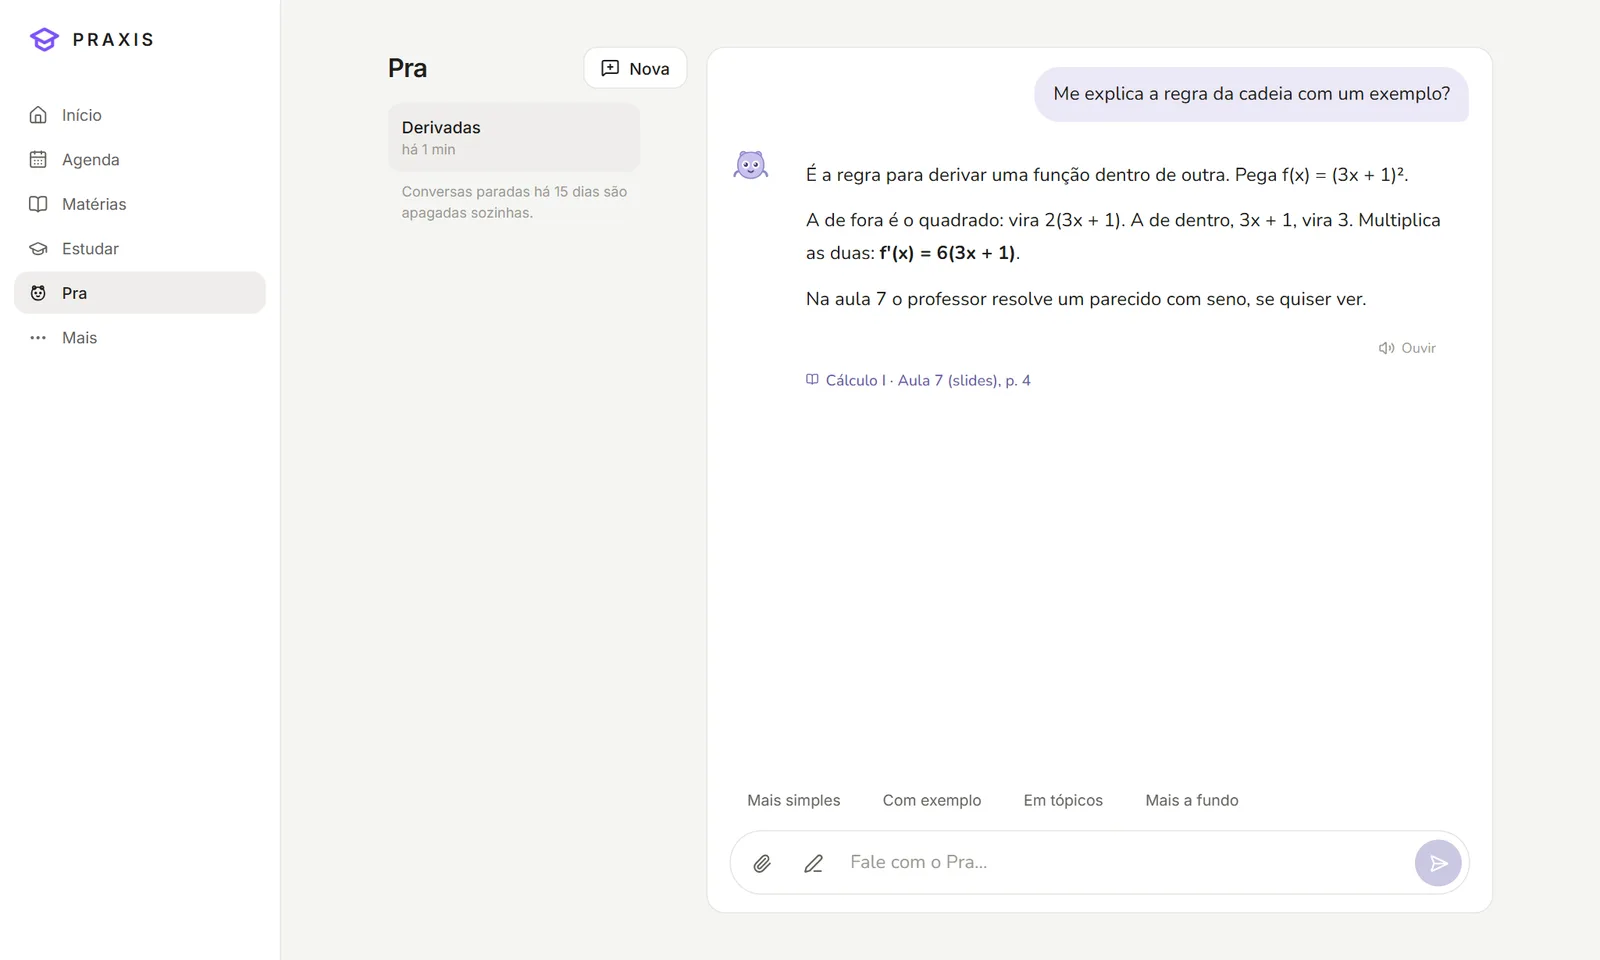 PRAXIS
Início
Agenda
Matérias
Estudar
Pra
Mais
Pra
Nova
Derivadas
há 1 min
Conversas paradas há 15 dias são
apagadas sozinhas.
Me explica a regra da cadeia com um exemplo?
É a regra para derivar uma função dentro de outra. Pega f(x) = (3x + 1)².
A de fora é o quadrado: vira 2(3x + 1). A de dentro, 3x + 1, vira 3. Multiplica
as duas: f'(x) = 6(3x + 1).
Na aula 7 o professor resolve um parecido com seno, se quiser ver.
Ouvir
Cálculo I · Aula 7 (slides), p. 4
Mais simples
Com exemplo
Em tópicos
Mais a fundo
Fale com o Pra...